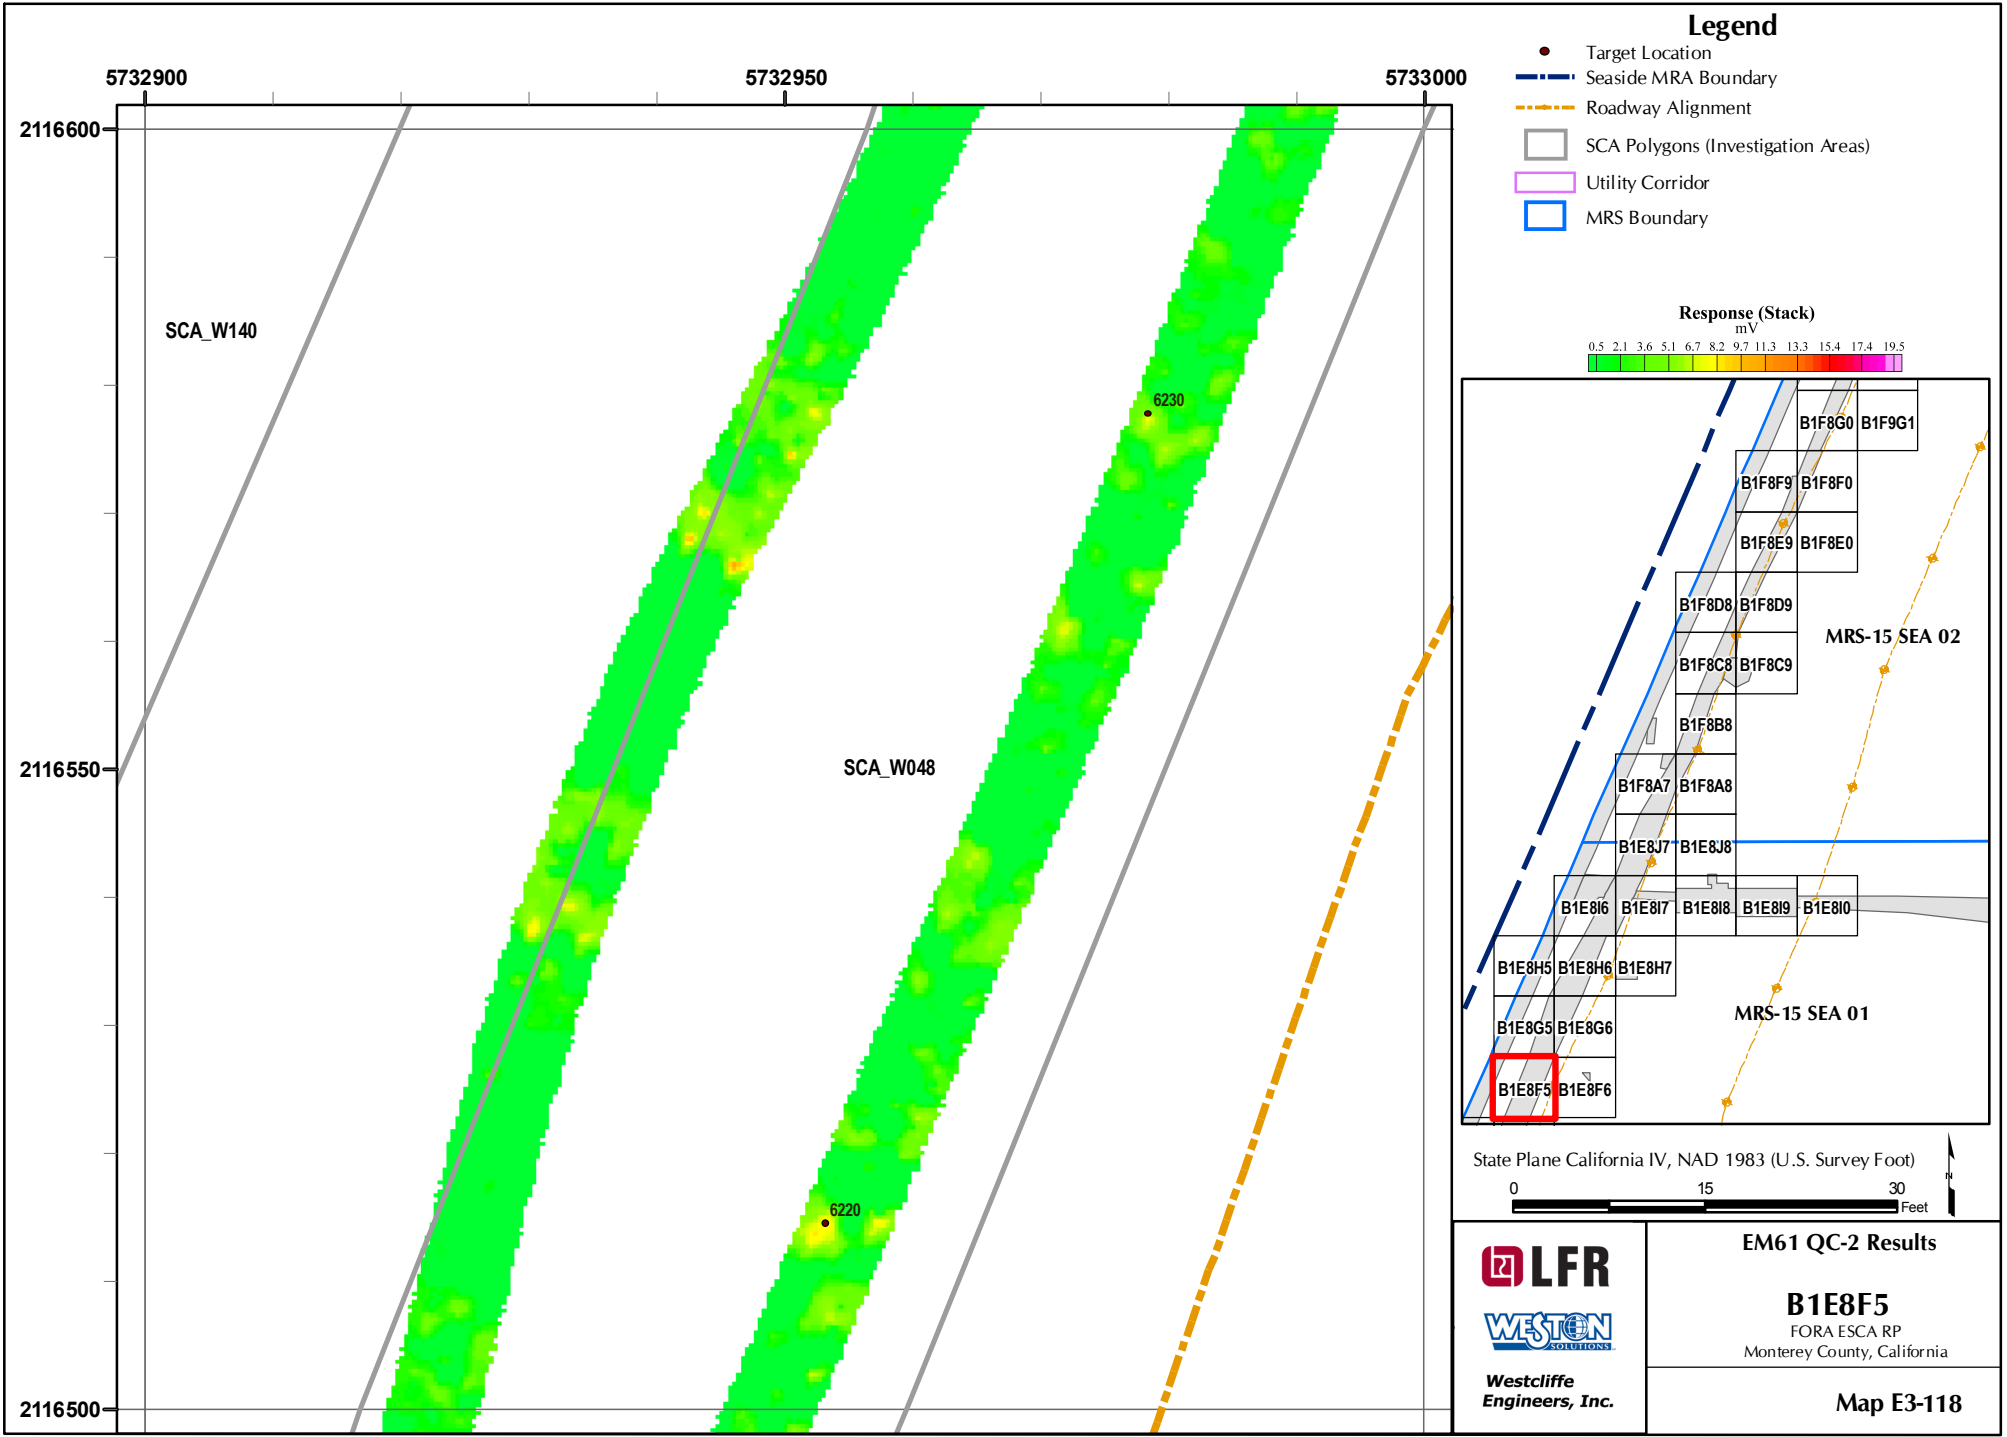 Legend
Target Location
Seaside MRA Boundary
Roadway Alignment
SCA Polygons (Investigation Areas)
Utility Corridor
MRS Boundary
5732900
5732950
5733000
2116600
2116550
2116500
SCA_W140
SCA_W048
6230
6220
Response (Stack)
mV
0.5 2.1 3.6 5.1 6.7 8.2 9.7 11.3 13.3 15.4 17.4 19.5
B1F8G0 B1F9G1
B1F8F9 B1F8F0
B1F8E9 B1F8E0
B1F8D8 B1F8D9
MRS-15 SEA 02
B1F8C8 B1F8C9
B1F8B8
B1F8A7 B1F8A8
B1E8J7 B1E8J8
B1E8I6 B1E8I7 B1E8I8 B1E8I9 B1E8I0
B1E8H5 B1E8H6 B1E8H7
MRS-15 SEA 01
B1E8G5 B1E8G6
B1E8F5 B1E8F6
State Plane California IV, NAD 1983 (U.S. Survey Foot)
0 15 30
Feet
N
LFR
WESTON
SOLUTIONS
Westcliffe
Engineers, Inc.
EM61 QC-2 Results
B1E8F5
FORA ESCA RP
Monterey County, California
Map E3-118